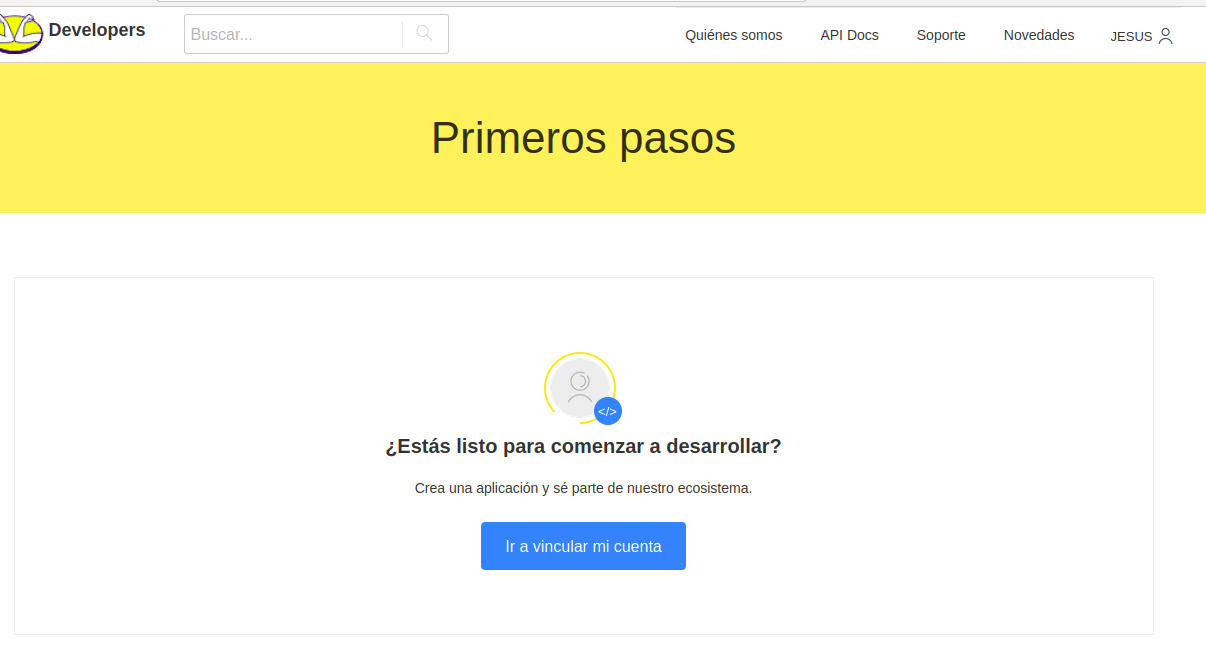 Developers
Buscar...
Quiénes somos
API Docs
Soporte
Novedades
JESUS
Primeros pasos
</>
¿Estás listo para comenzar a desarrollar?
Crea una aplicación y sé parte de nuestro ecosistema.
Ir a vincular mi cuenta